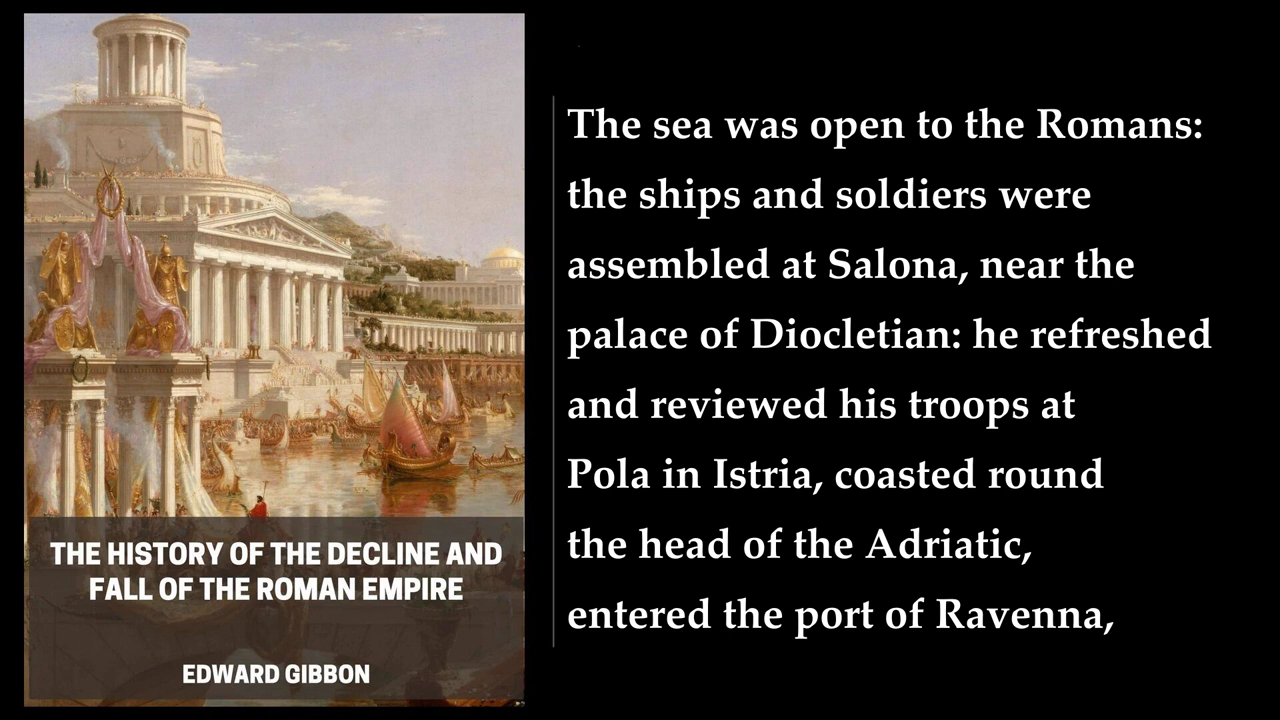 THE HISTORY OF THE DECLINE AND
FALL OF THE ROMAN EMPIRE
EDWARD GIBBON
The sea was open to the Romans:
the ships and soldiers were
assembled at Salona, near the
palace of Diocletian: he refreshed
and reviewed his troops at
Pola in Istria, coasted round
the head of the Adriatic,
entered the port of Ravenna,